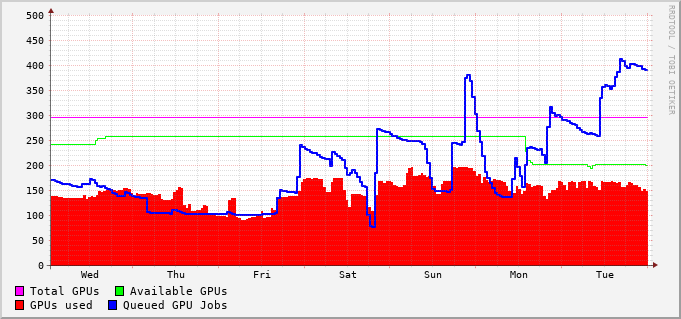 500
450
400
350
300
250
200
150
100
50
0
Wed Thu Fri Sat Sun Mon Tue
Total GPUs Available GPUs
GPUs used Queued GPU Jobs
RRDTOOL / TOBI OETIKER